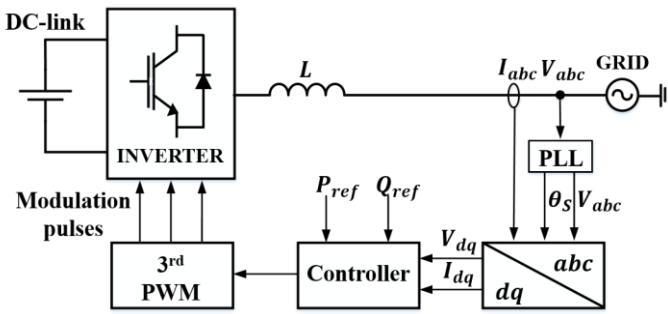 DC-link
INVERTER
L
I_abc V_abc
GRID
PLL
θ_S V_abc
Modulation
pulses
P_ref Q_ref
3rd
PWM
Controller
V_dq
I_dq
abc
dq